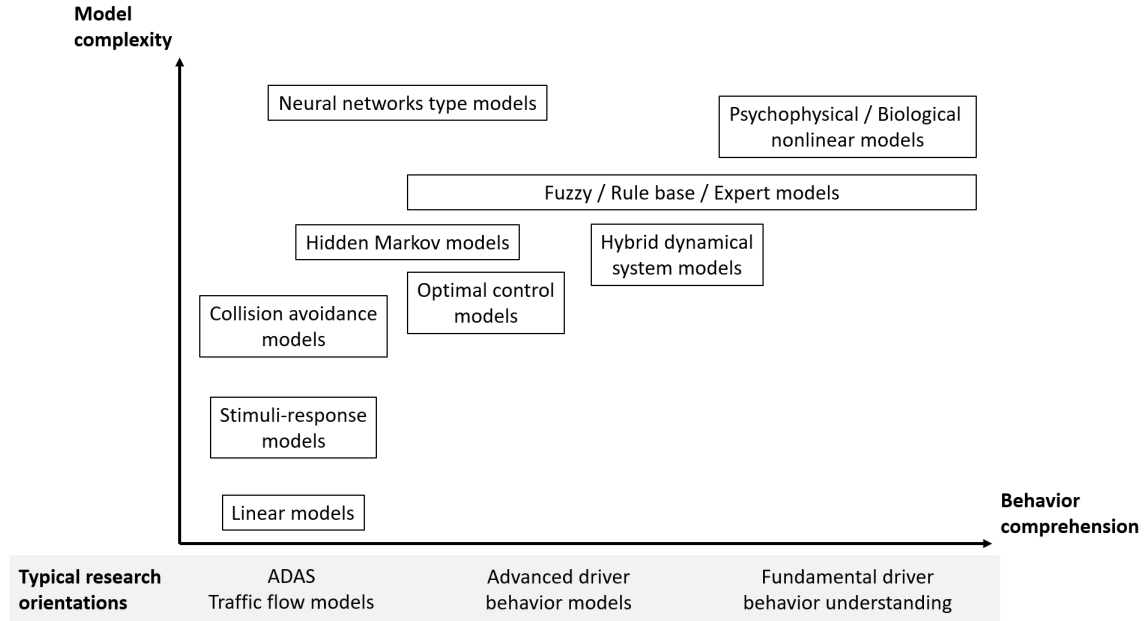 Model
complexity
Neural networks type models
Psychophysical / Biological
nonlinear models
Fuzzy / Rule base / Expert models
Hidden Markov models
Hybrid dynamical
system models
Optimal control
models
Collision avoidance
models
Stimuli-response
models
Linear models
Behavior
comprehension
Typical research
orientations
ADAS
Traffic flow models
Advanced driver
behavior models
Fundamental driver
behavior understanding